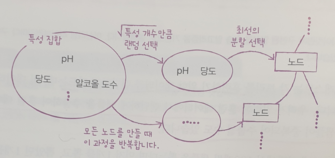 특성 집합
pH
당도 알코올 도수
√특성 개수만큼
랜덤 선택
pH 당도
최선의
분할 선택
노드
노드
모든 노드를 만들 때
이 과정을 반복합니다.